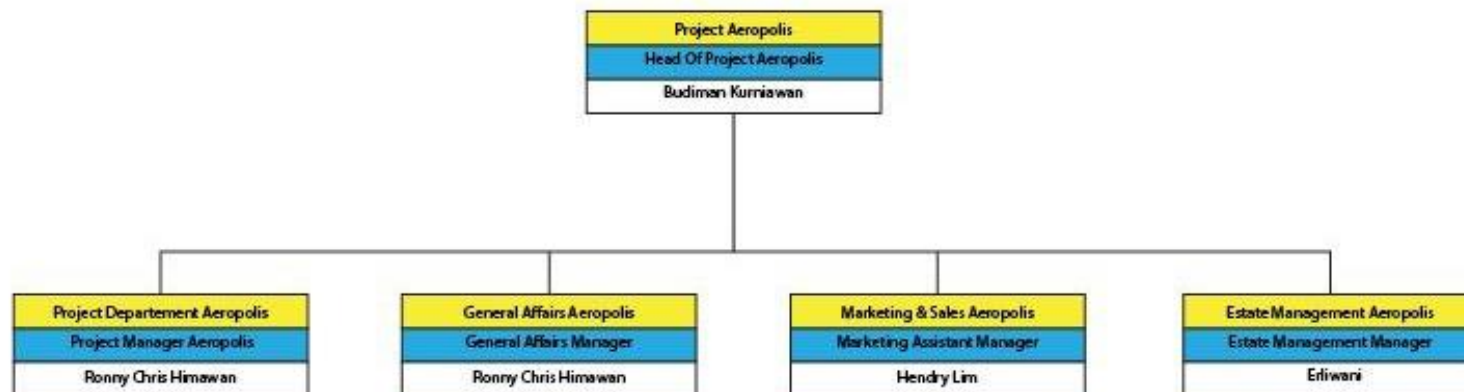 Project Aeropolis
Head Of Project Aeropolis
Budiman Kurniawan
Project Departement Aeropolis
Project Manager Aeropolis
Ronny Chris Himawan
General Affairs Aeropolis
General Affairs Manager
Ronny Chris Himawan
Marketing & Sales Aeropolis
Marketing Assistant Manager
Hendry Lim
Estate Management Aeropolis
Estate Management Manager
Erliwani